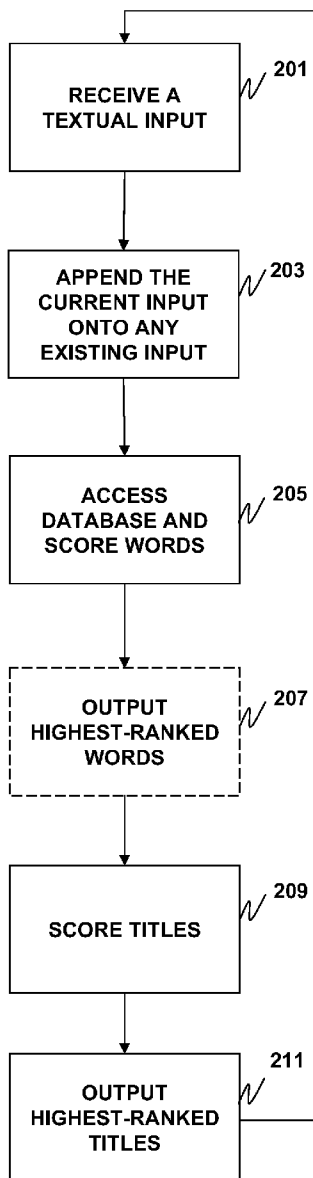 201
RECEIVE A
TEXTUAL INPUT
203
APPEND THE
CURRENT INPUT
ONTO ANY
EXISTING INPUT
205
ACCESS
DATABASE AND
SCORE WORDS
207
OUTPUT
HIGHEST-RANKED
WORDS
209
SCORE TITLES
211
OUTPUT
HIGHEST-RANKED
TITLES